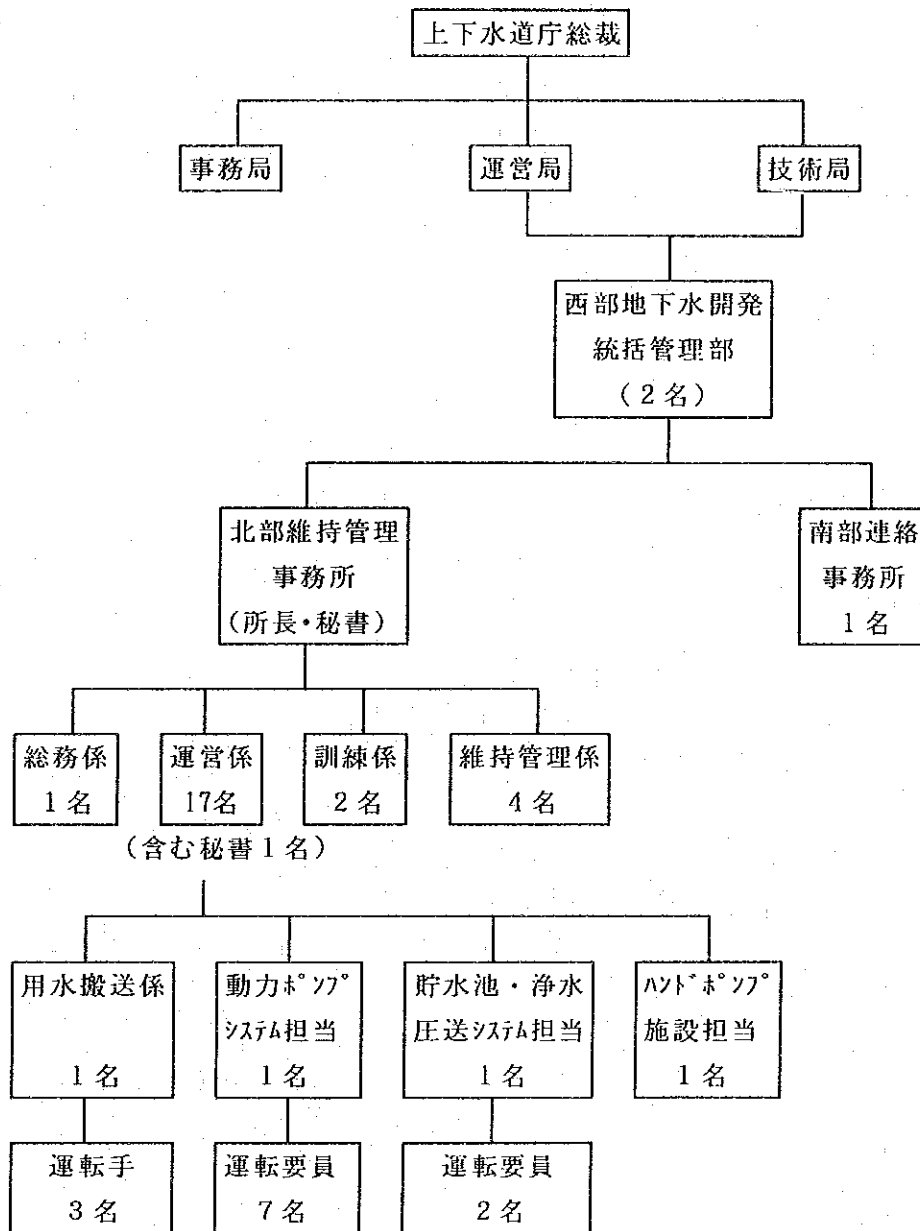 上下水道庁総裁
事務局
運営局
技術局
西部地下水開発
統括管理部
(2名)
北部維持管理
事務所
(所長・秘書)
南部連絡
事務所
1名
総務係
1名
運営係
17名
(含む秘書1名)
訓練係
2名
維持管理係
4名
用水搬送係
1名
動力ﾎﾟﾝﾌﾟ
ｼｽﾃﾑ担当
1名
貯水池・浄水
圧送ｼｽﾃﾑ担当
1名
ﾊﾝﾄﾞﾎﾟﾝﾌﾟ
施設担当
1名
運転手
3名
運転要員
7名
運転要員
2名